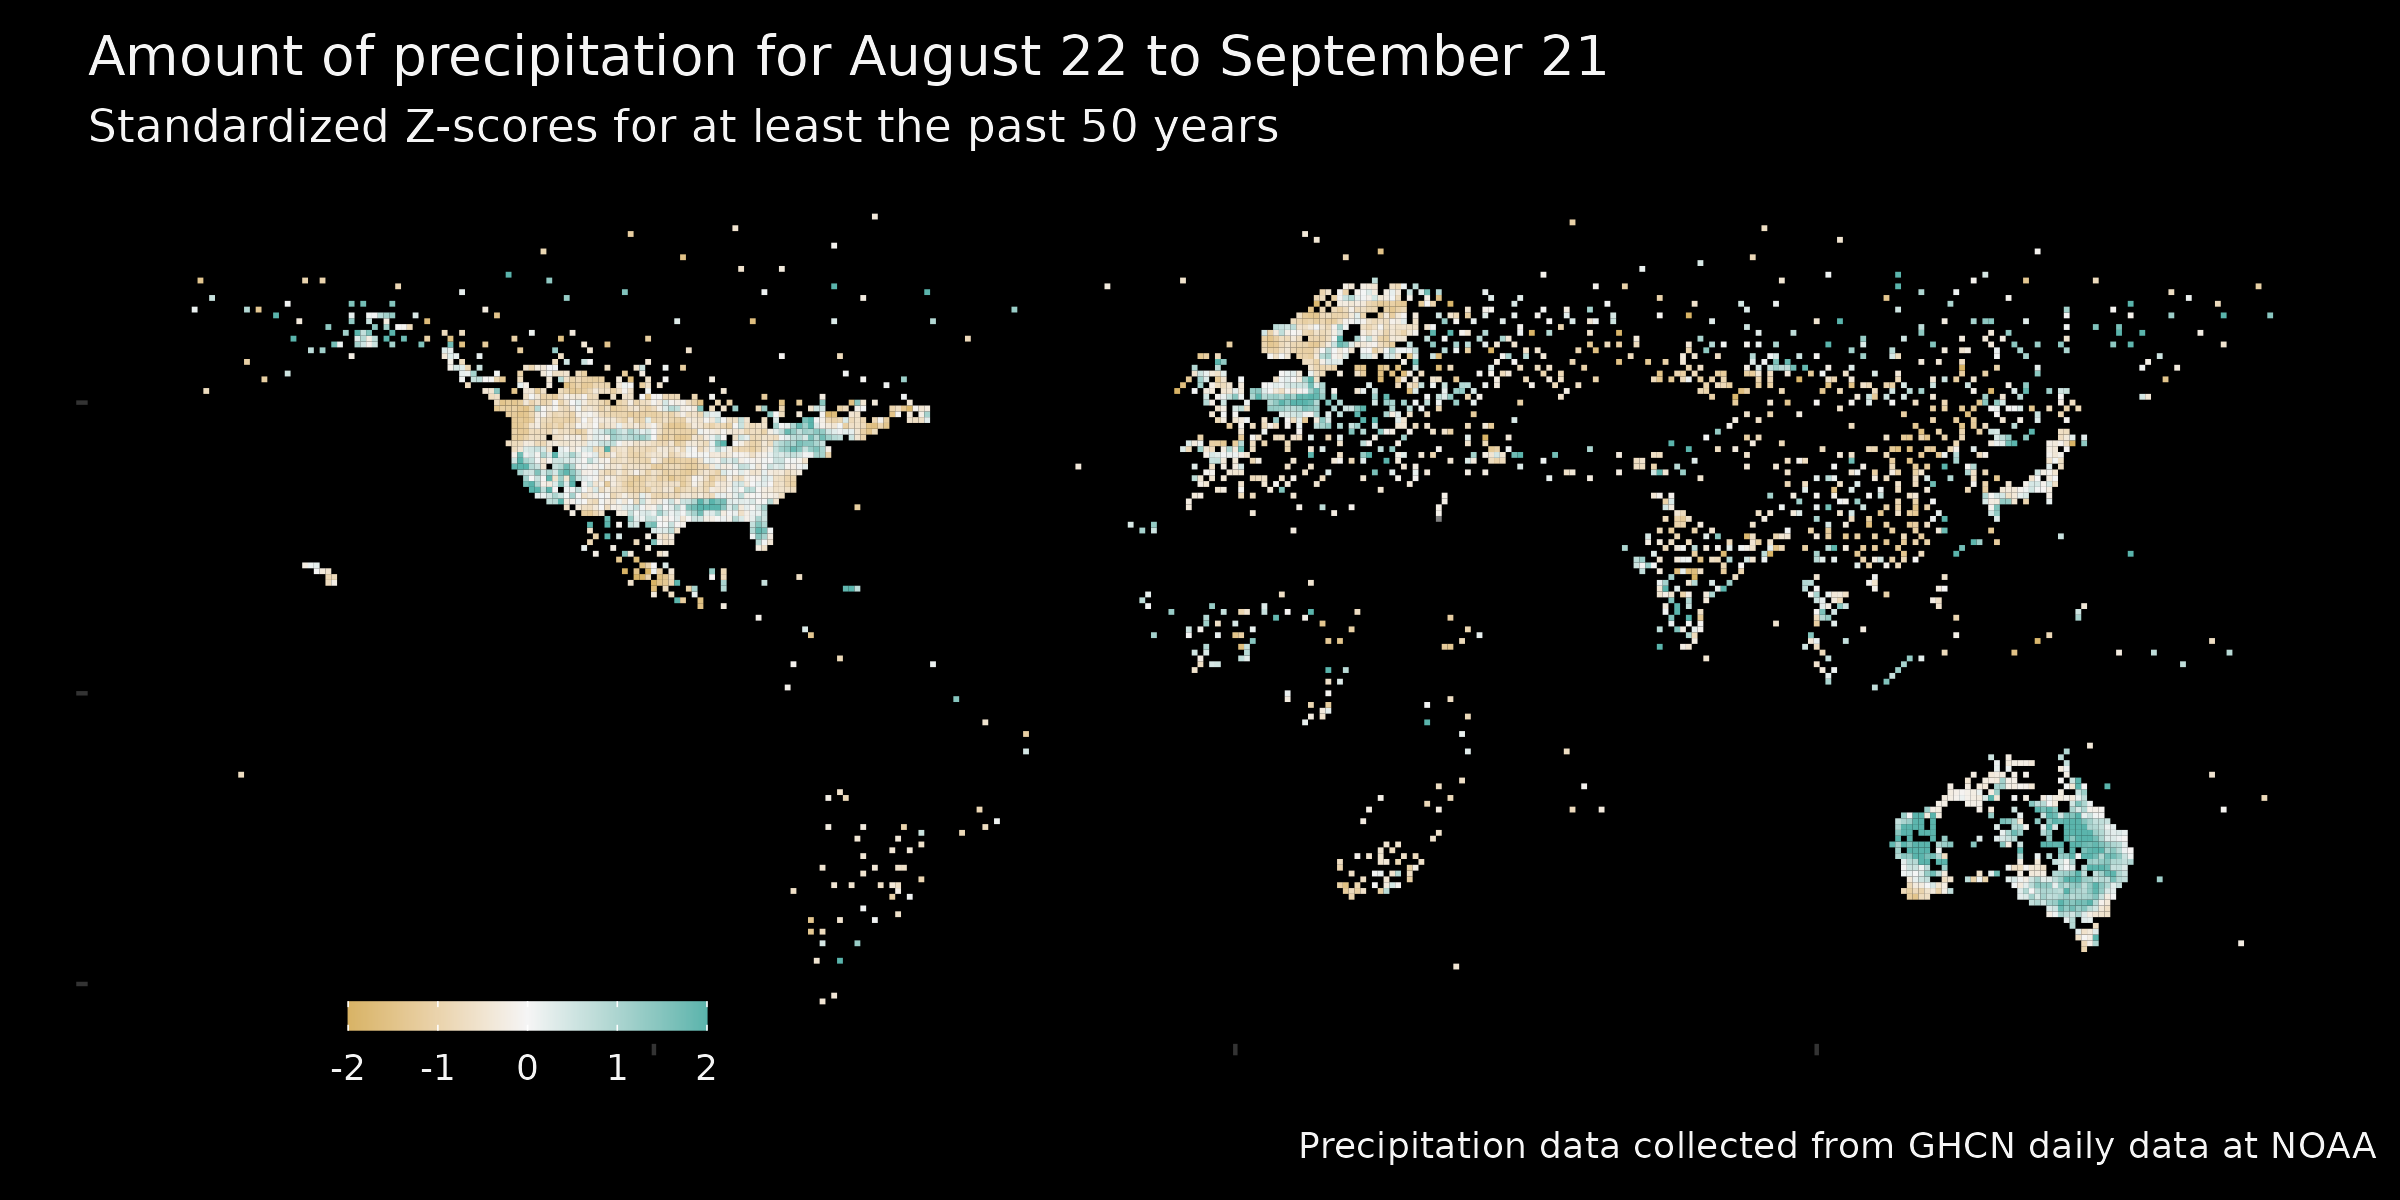 Amount of precipitation for August 22 to September 21
Standardized Z-scores for at least the past 50 years
-2 -1 0 1 2
Precipitation data collected from GHCN daily data at NOAA